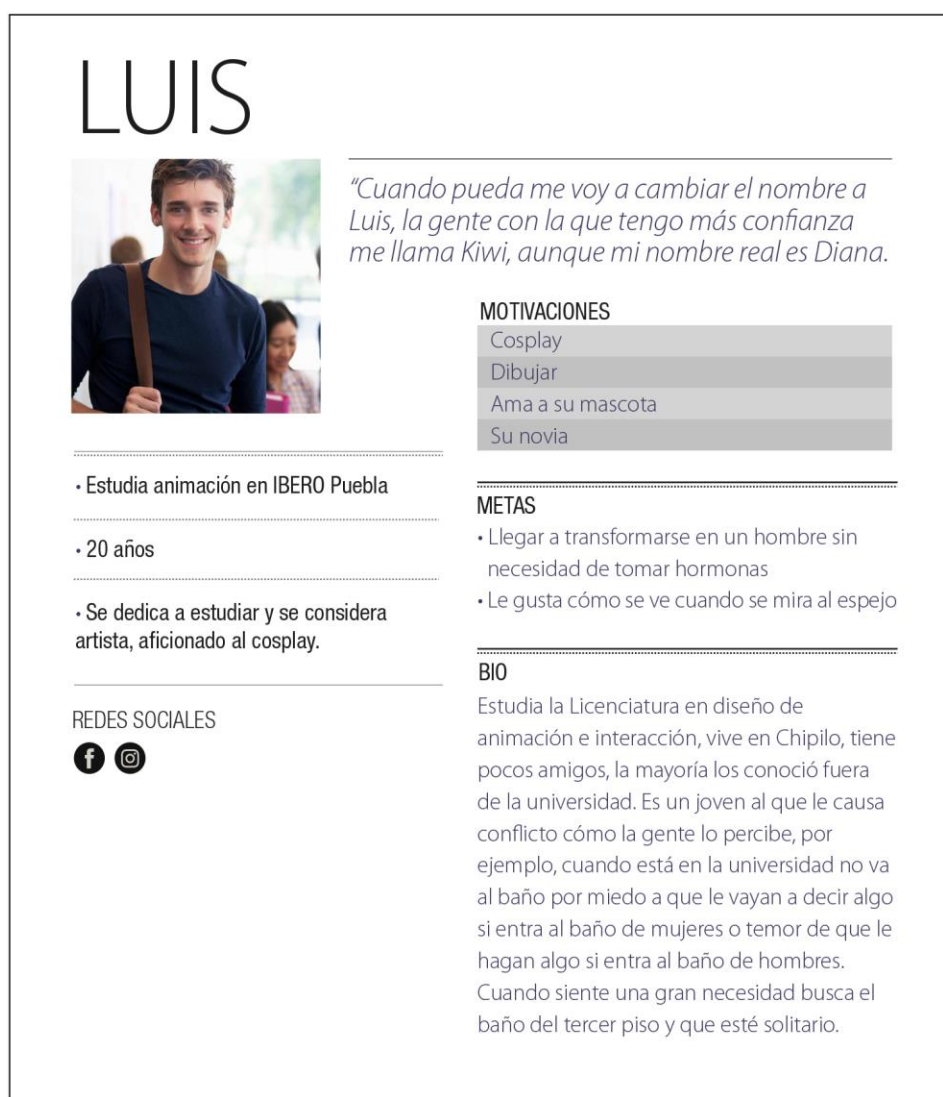 LUIS
“Cuando pueda me voy a cambiar el nombre a
Luis, la gente con la que tengo más confianza
me llama Kiwi, aunque mi nombre real es Diana.
MOTIVACIONES
Cosplay
Dibujar
Ama a su mascota
Su novia
• Estudia animación en IBERO Puebla
• 20 años
• Se dedica a estudiar y se considera
artista, aficionado al cosplay.
REDES SOCIALES
METAS
• Llegar a transformarse en un hombre sin
necesidad de tomar hormonas
• Le gusta cómo se ve cuando se mira al espejo
BIO
Estudia la Licenciatura en diseño de
animación e interacción, vive en Chipilo, tiene
pocos amigos, la mayoría los conoció fuera
de la universidad. Es un joven al que le causa
conflicto cómo la gente lo percibe, por
ejemplo, cuando está en la universidad no va
al baño por miedo a que le vayan a decir algo
si entra al baño de mujeres o temor de que le
hagan algo si entra al baño de hombres.
Cuando siente una gran necesidad busca el
baño del tercer piso y que esté solitario.